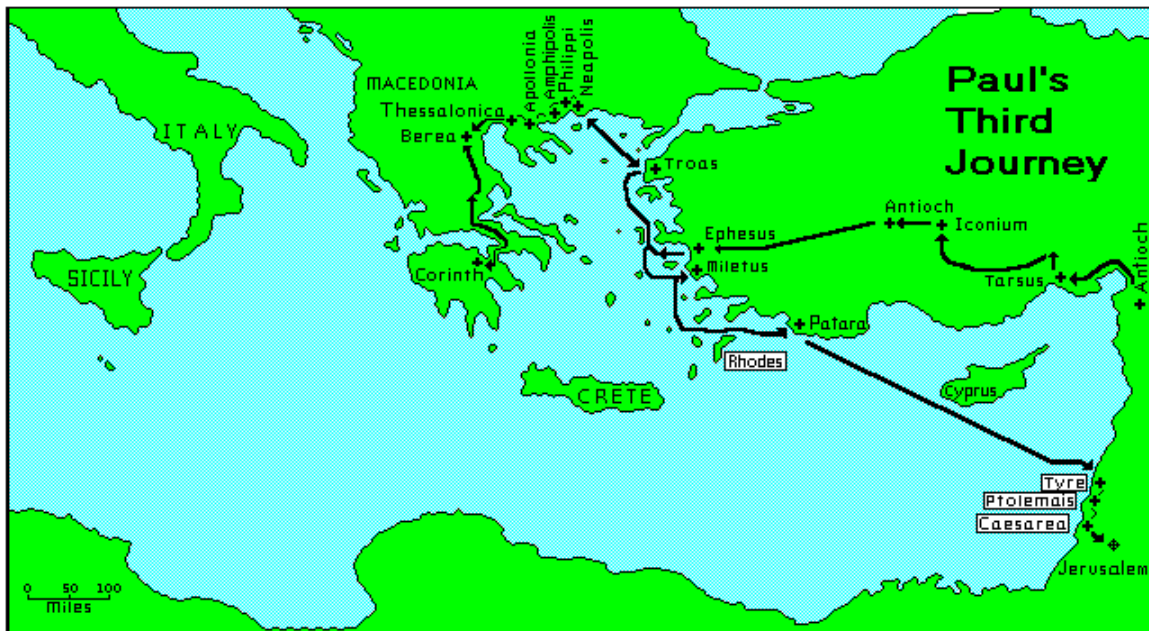 Paul's
Third
Journey
Apollonia
Amphipolis
Philippi
Neapolis
MACEDONIA
Thessalonica
Berea
ITALY
Troas
Antioch
Iconium
Ephesus
Miletus
SICILY
Corinth
Tarsus
Antioch
Patara
Rhodes
CRETE
Cyprus
Tyre
Ptolemais
Caesarea
Jerusalem
0 50 100
Miles